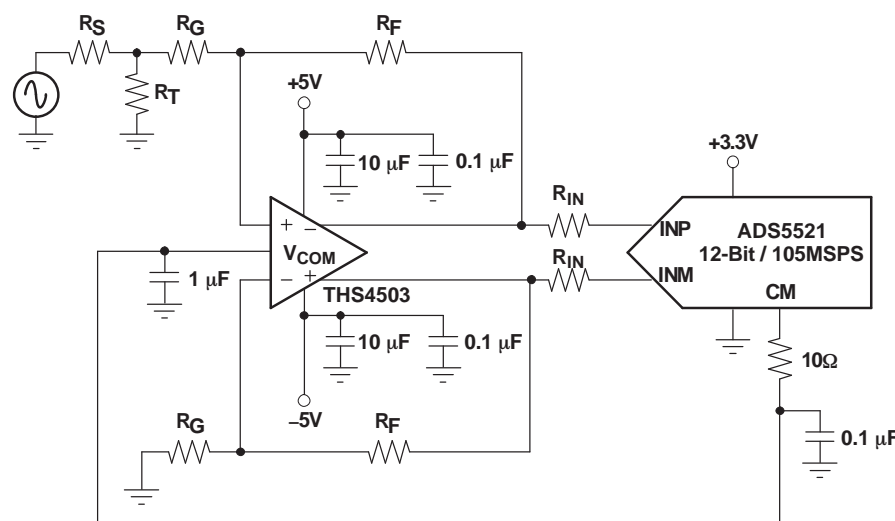 RS
RG
RF
RT
+5V
10 μF
0.1 μF
+3.3V
RIN
+
−
INP
ADS5521
12-Bit / 105MSPS
VCOM
RIN
INM
1 μF
−
+
THS4503
CM
10 μF
0.1 μF
10Ω
−5V
RG
RF
0.1 μF